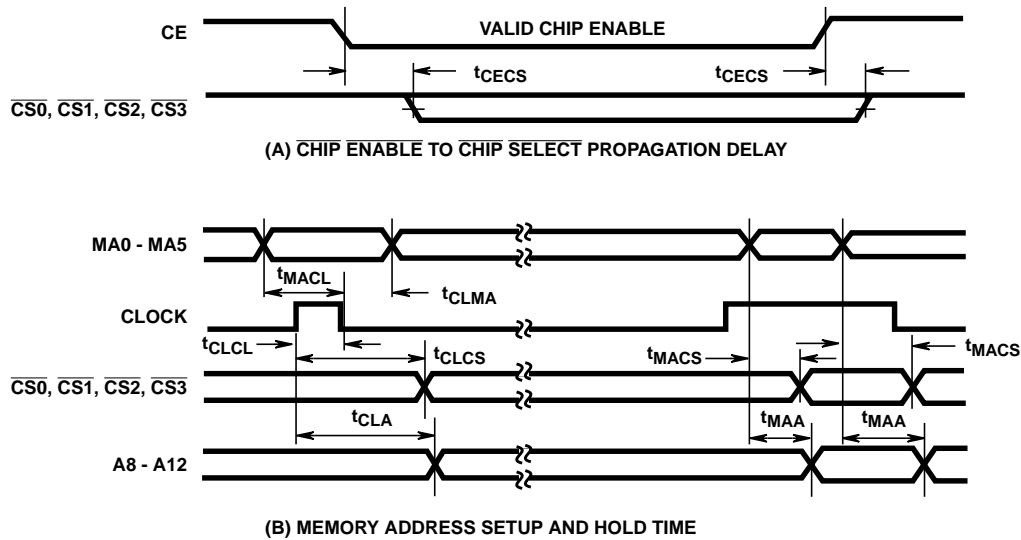 CE
VALID CHIP ENABLE
tCECS
tCECS
CS0, CS1, CS2, CS3
(A) CHIP ENABLE TO CHIP SELECT PROPAGATION DELAY
MA0 - MA5
tMACL
tCLMA
CLOCK
tCLCL
tCLCS
tMACS
tMACS
CS0, CS1, CS2, CS3
tCLA
tMAA
tMAA
A8 - A12
(B) MEMORY ADDRESS SETUP AND HOLD TIME